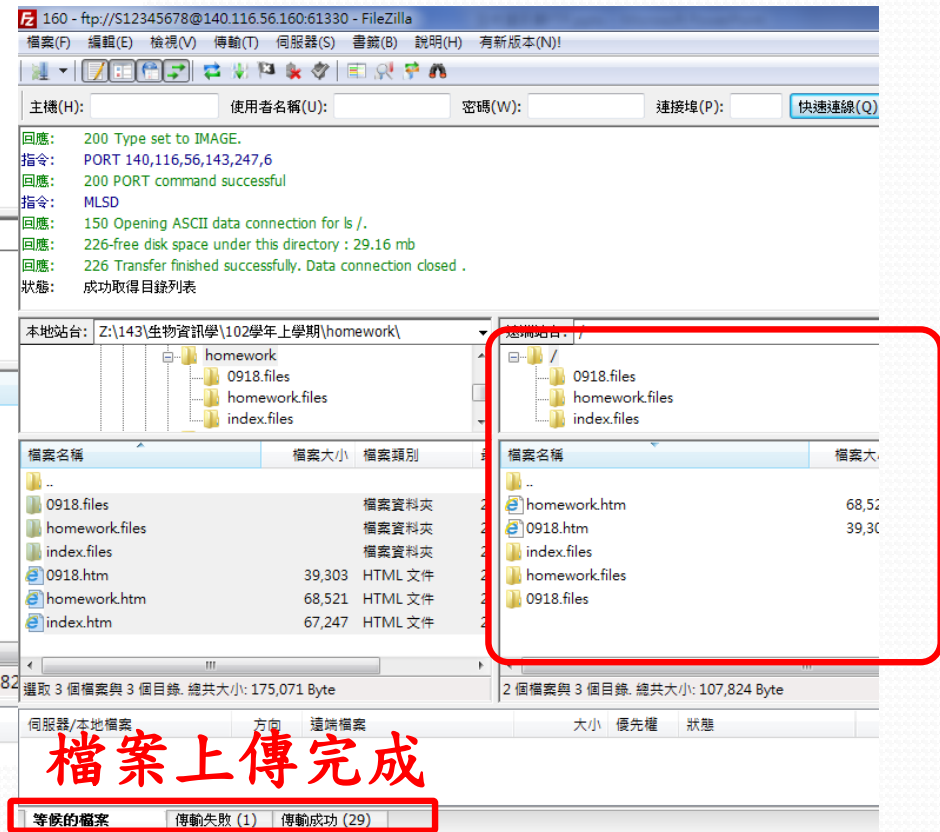 160 - ftp://S12345678@140.116.56.160:61330 - FileZilla
檔案(F) 編輯(E) 檢視(V) 傳輸(T) 伺服器(S) 書籤(B) 說明(H) 有新版本(N)!
主機(H): 使用者名稱(U): 密碼(W): 連接埠(P): 快速連線(Q)
回應: 200 Type set to IMAGE.
指令: PORT 140,116,56,143,247,6
回應: 200 PORT command successful
指令: MLSD
回應: 150 Opening ASCII data connection for ls /.
回應: 226-free disk space under this directory : 29.16 mb
回應: 226 Transfer finished successfully. Data connection closed .
狀態: 成功取得目錄列表
本地站台: Z:\143\生物資訊學\102學年上學期\homework\
homework
0918.files
homework.files
index.files
遠端站台: /
/
0918.files
homework.files
index.files
檔案名稱 檔案大小 檔案類別
..
0918.files 檔案資料夾 2
homework.files 檔案資料夾 2
index.files 檔案資料夾 2
0918.htm 39,303 HTML 文件 2
homework.htm 68,521 HTML 文件 2
index.htm 67,247 HTML 文件 2
選取 3 個檔案與 3 個目錄. 總共大小: 175,071 Byte
檔案名稱 檔案大
..
homework.htm 68,52
0918.htm 39,30
index.files
homework.files
0918.files
2 個檔案與 3 個目錄. 總共大小: 107,824 Byte
82
伺服器/本地檔案 方向 遠端檔案 大小 優先權 狀態
檔案上傳完成
等候的檔案 傳輸失敗 (1) 傳輸成功 (29)